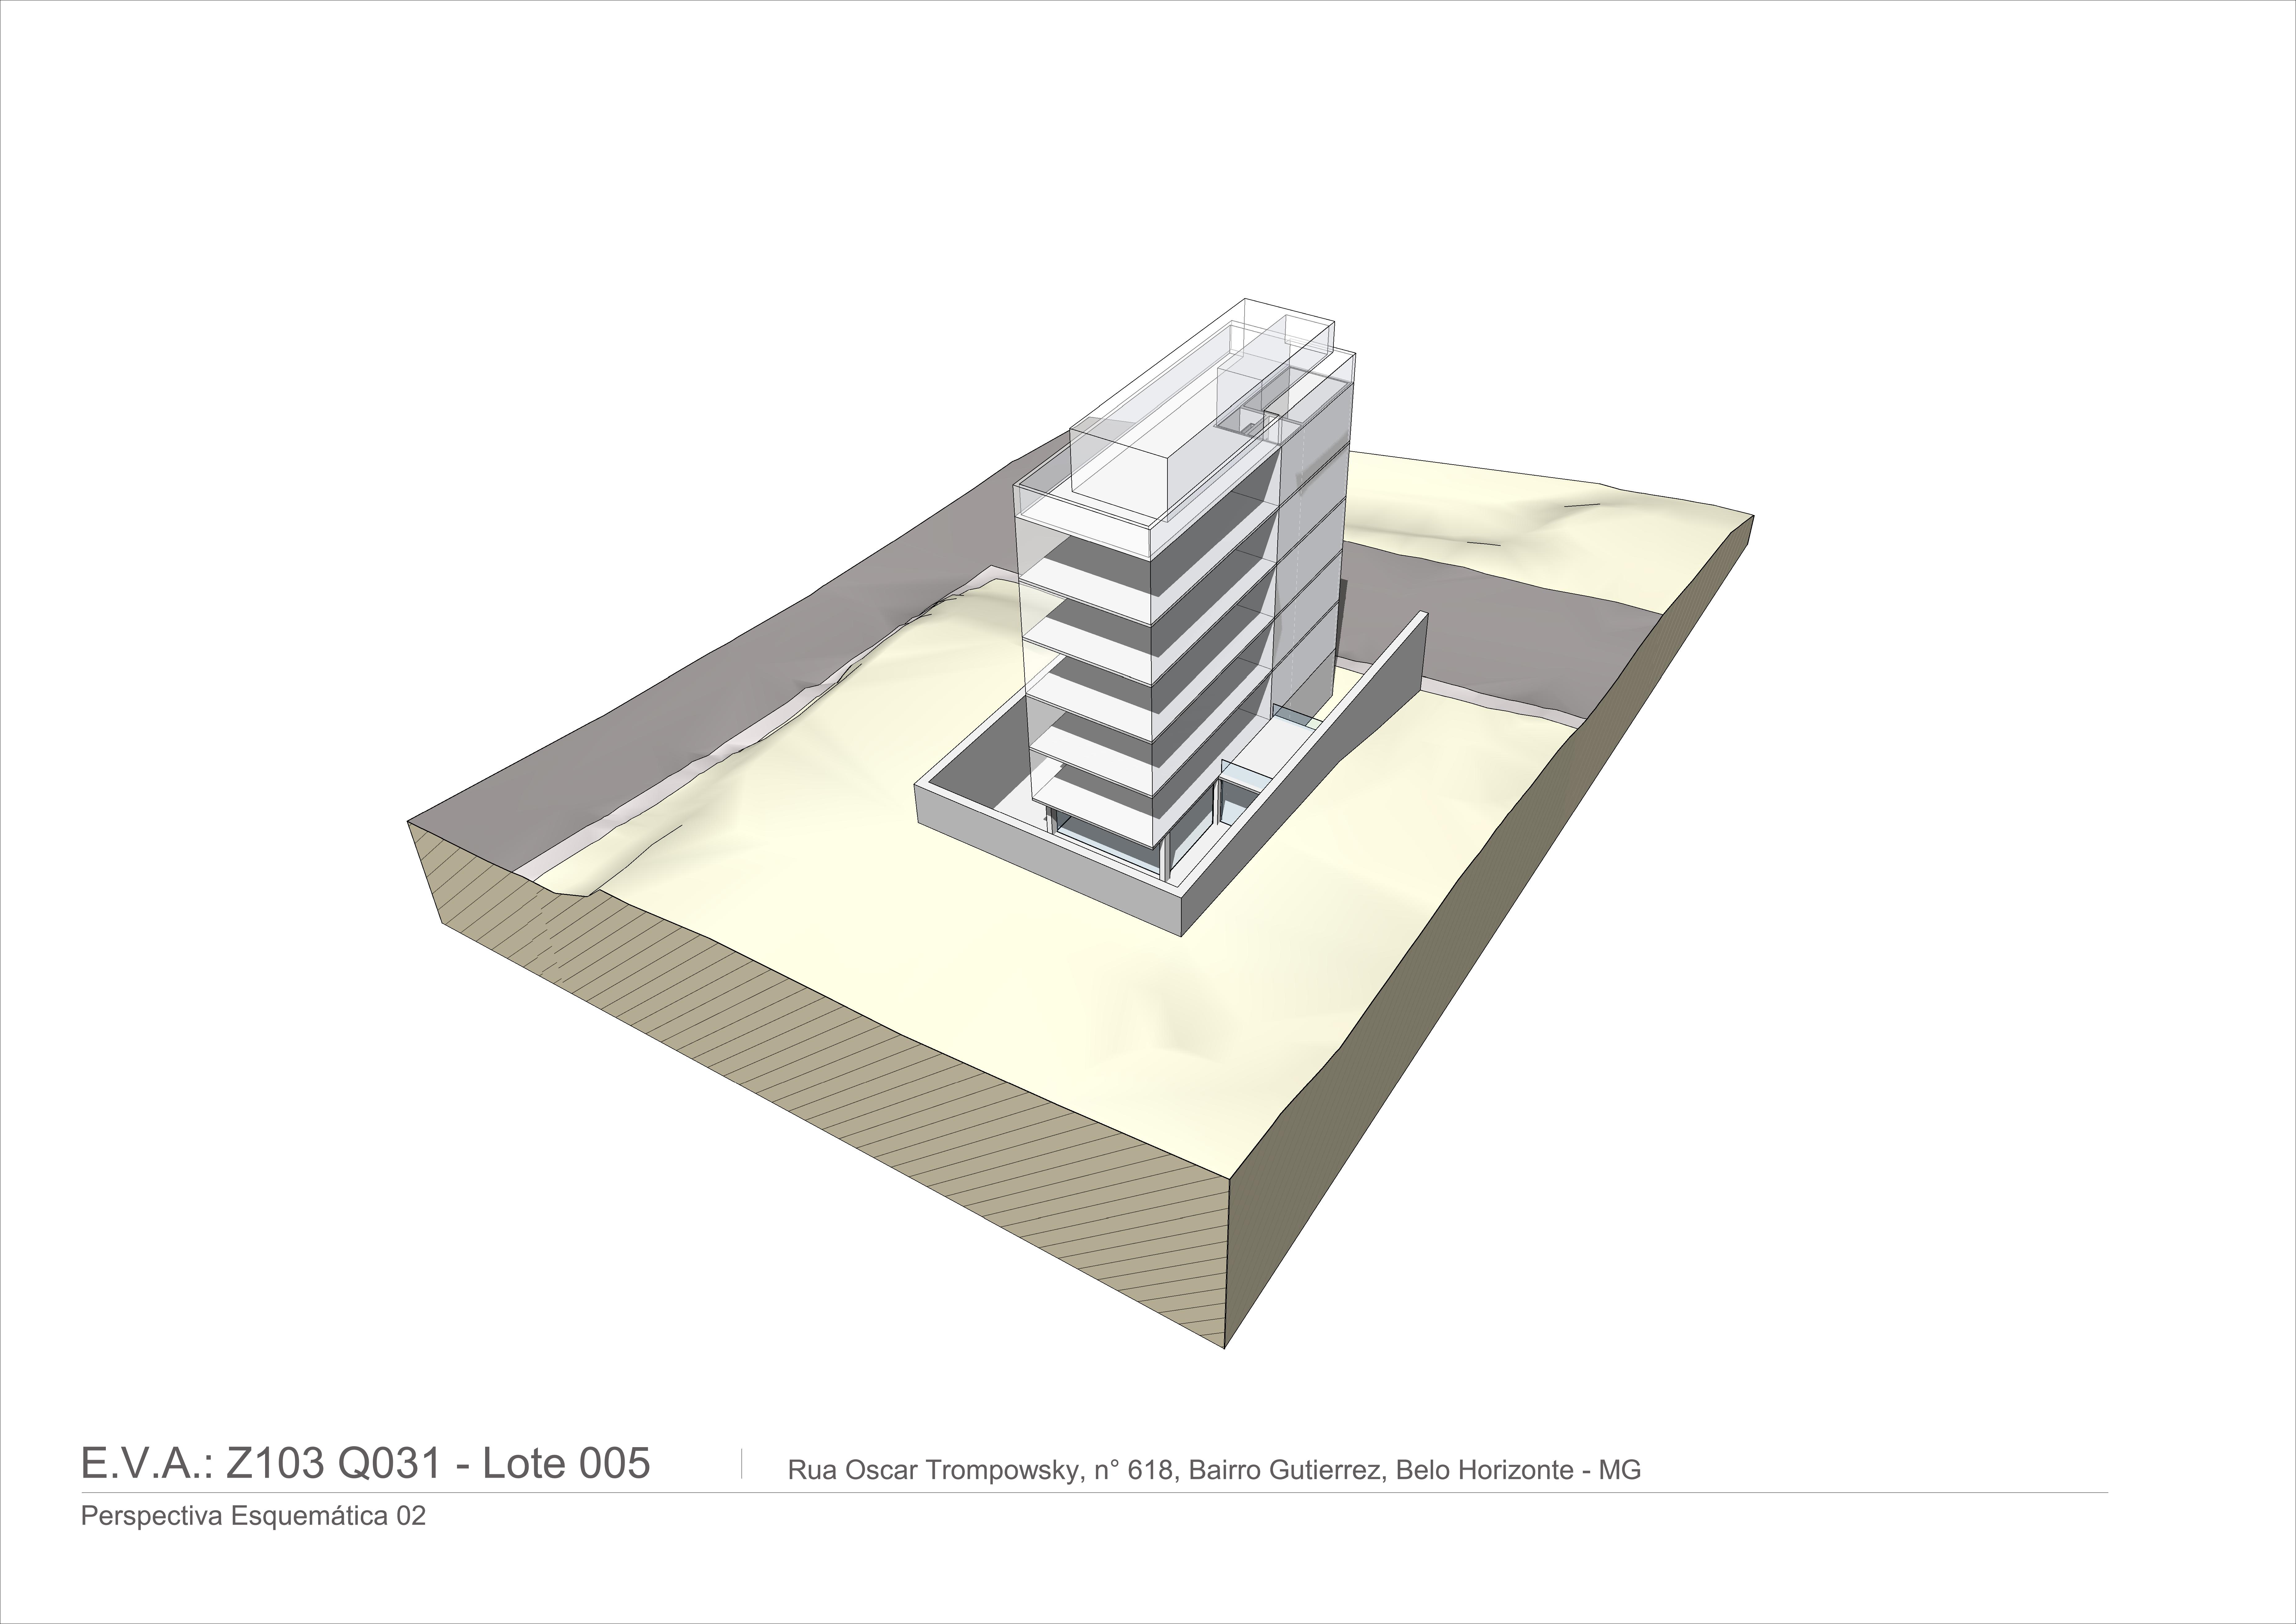 E.V.A.: Z103 Q031 - Lote 005
Rua Oscar Trompowsky, n° 618, Bairro Gutierrez, Belo Horizonte - MG
Perspectiva Esquemática 02